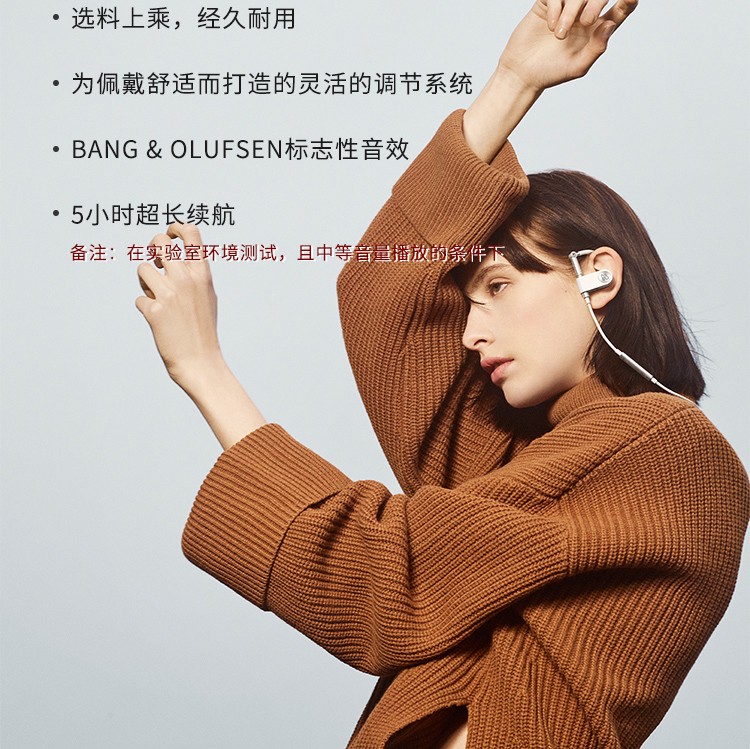 • 选料上乘，经久耐用
• 为佩戴舒适而打造的灵活的调节系统
• BANG & OLUFSEN标志性音效
• 5小时超长续航
备注：在实验室环境测试，且中等音量播放的条件下